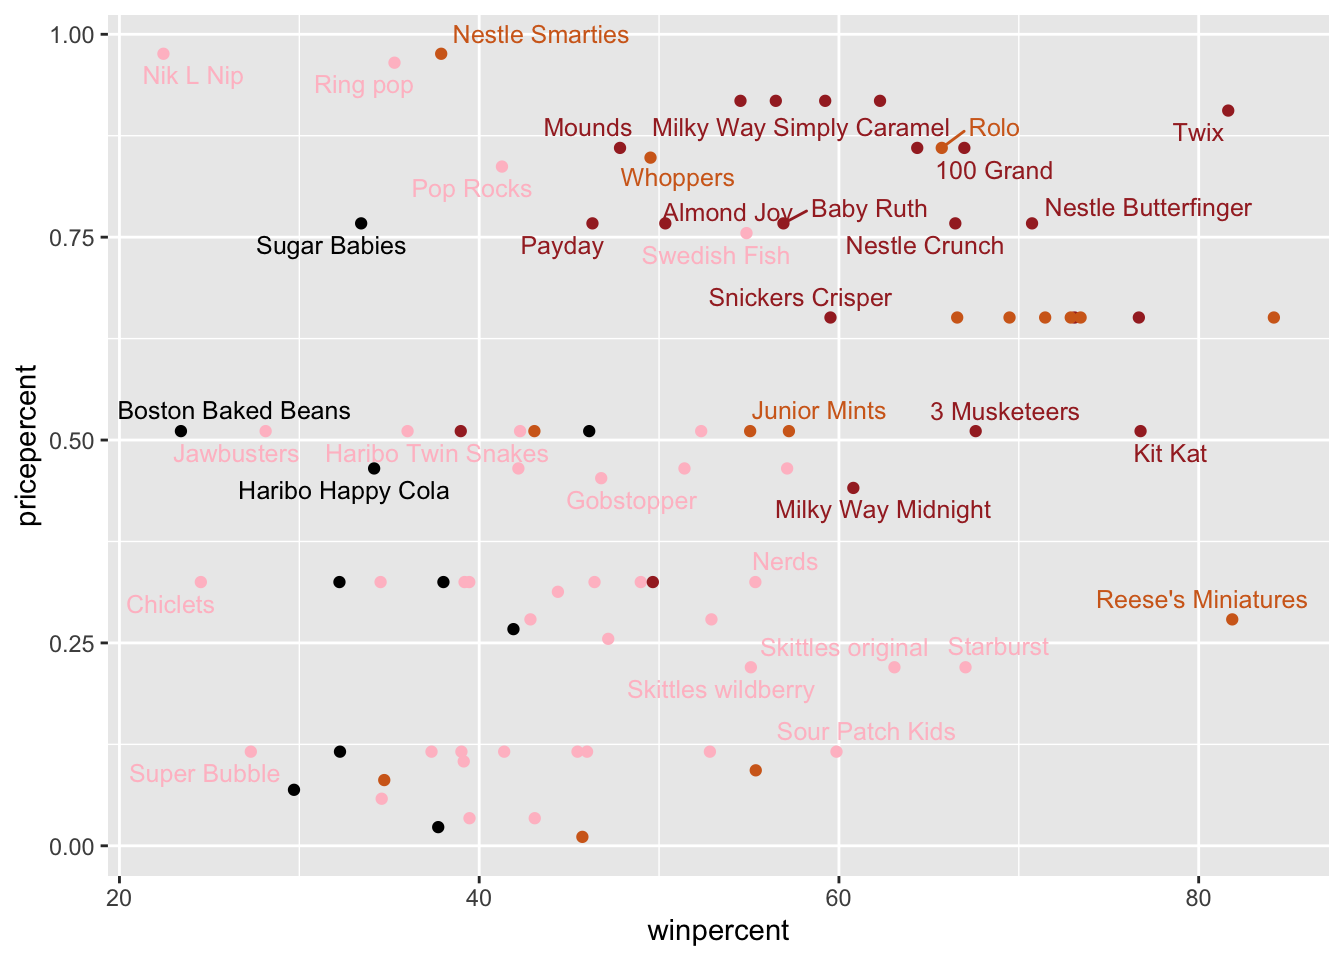 1.00
Nestle Smarties
Nik L Nip
Ring pop
Mounds
Milky Way Simply Caramel
Rolo
Twix
100 Grand
Whoppers
Pop Rocks
Almond Joy
Baby Ruth
Nestle Butterfinger
0.75
Sugar Babies
Payday
Swedish Fish
Nestle Crunch
Snickers Crisper
pricepercent
Boston Baked Beans
Junior Mints
3 Musketeers
0.50
Jawbusters
Haribo Twin Snakes
Kit Kat
Haribo Happy Cola
Gobstopper
Milky Way Midnight
Nerds
Chiclets
Reese's Miniatures
0.25
Skittles original
Starburst
Skittles wildberry
Sour Patch Kids
Super Bubble
0.00
20
40
60
80
winpercent